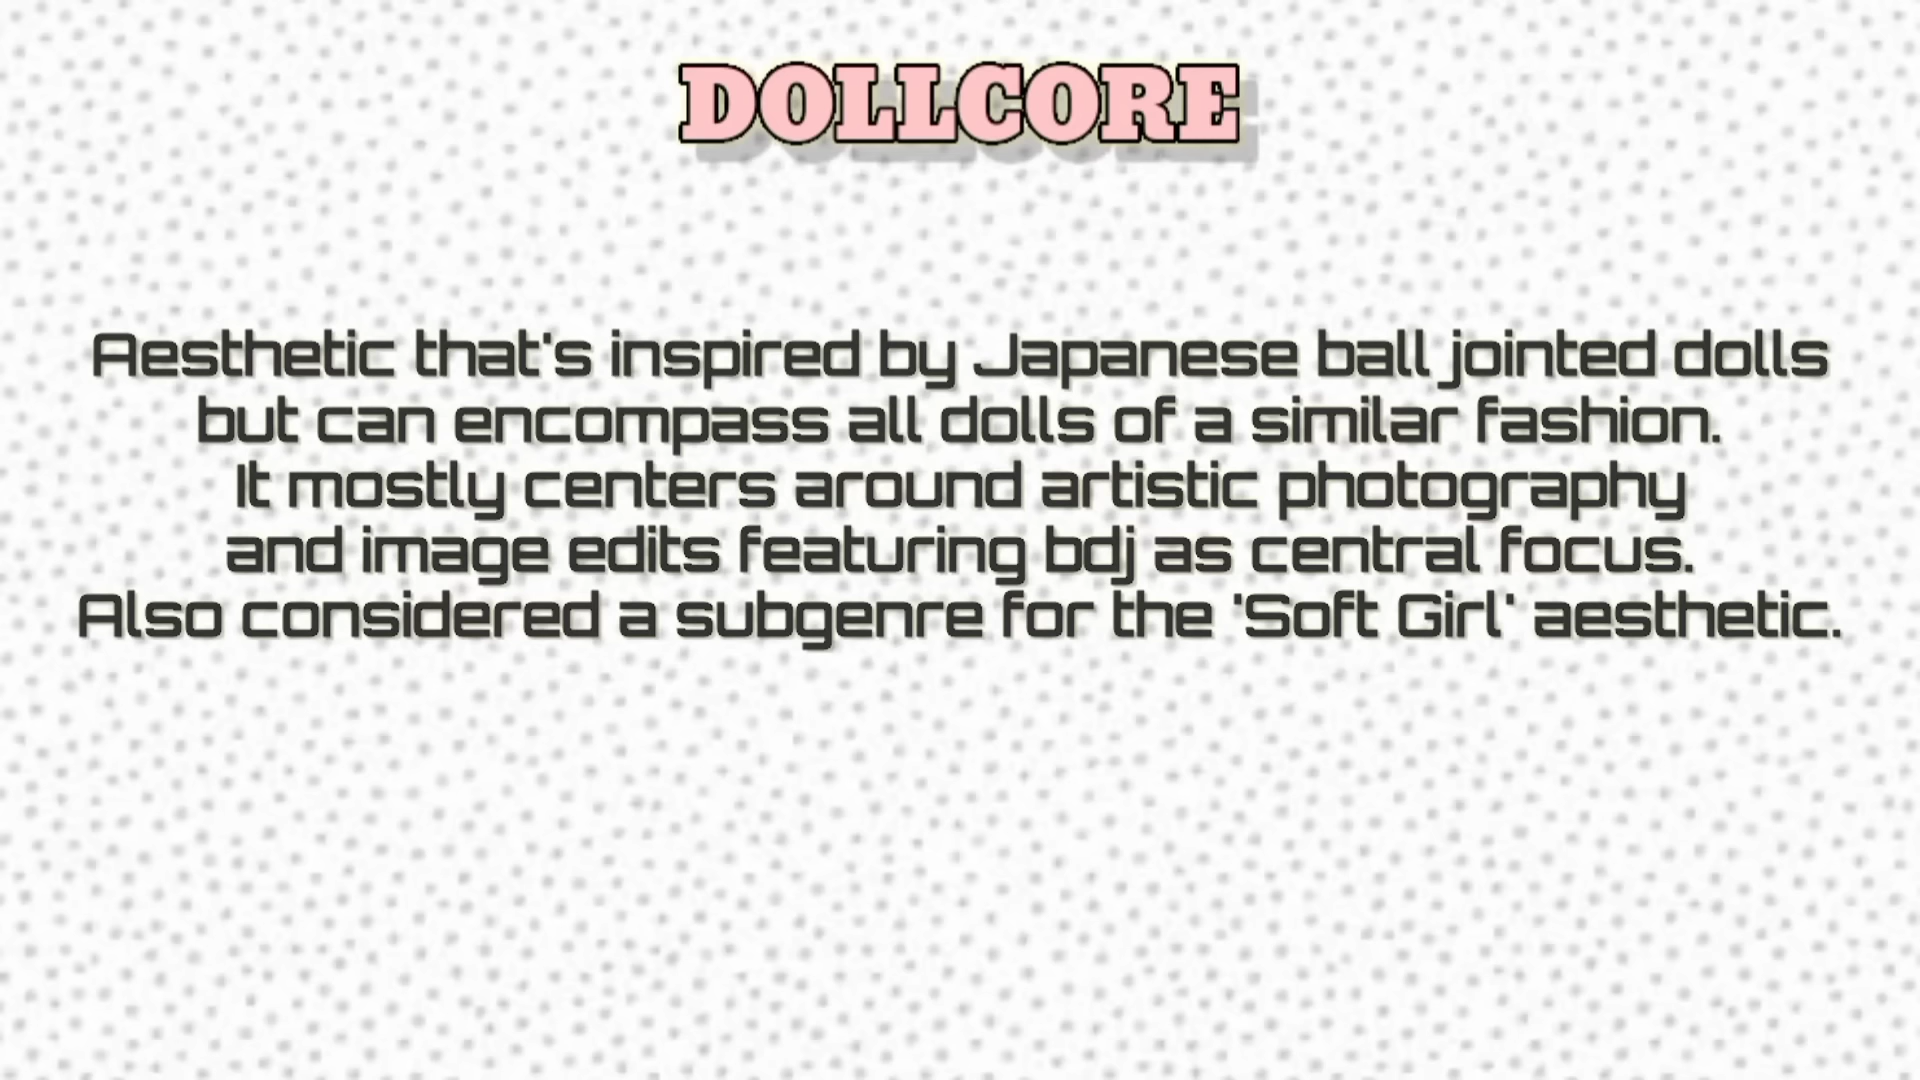 DOLLCORE
Aesthetic that's inspired by Japanese ball jointed dolls
but can encompass all dolls of a similar fashion.
It mostly centers around artistic photography
and image edits featuring bdj as central focus.
Also considered a subgenre for the 'Soft Girl' aesthetic.